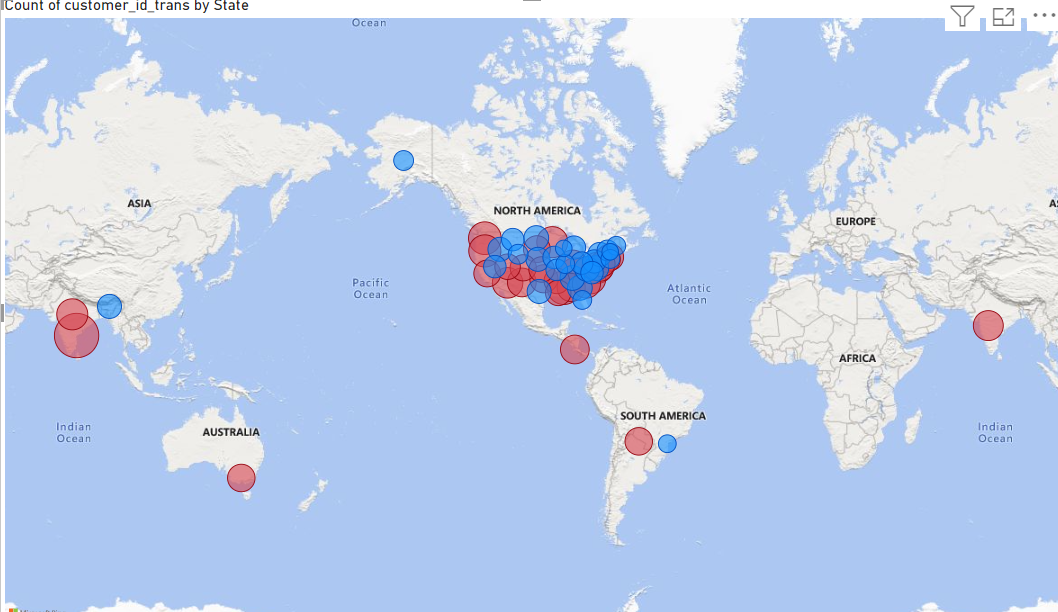 Count of customer_id_trans by State
Ocean
ASIA
NORTH AMERICA
EUROPE
AS
Pacific
Ocean
Atlantic
Ocean
AFRICA
SOUTH AMERICA
Indian
Ocean
AUSTRALIA
Indian
Ocean